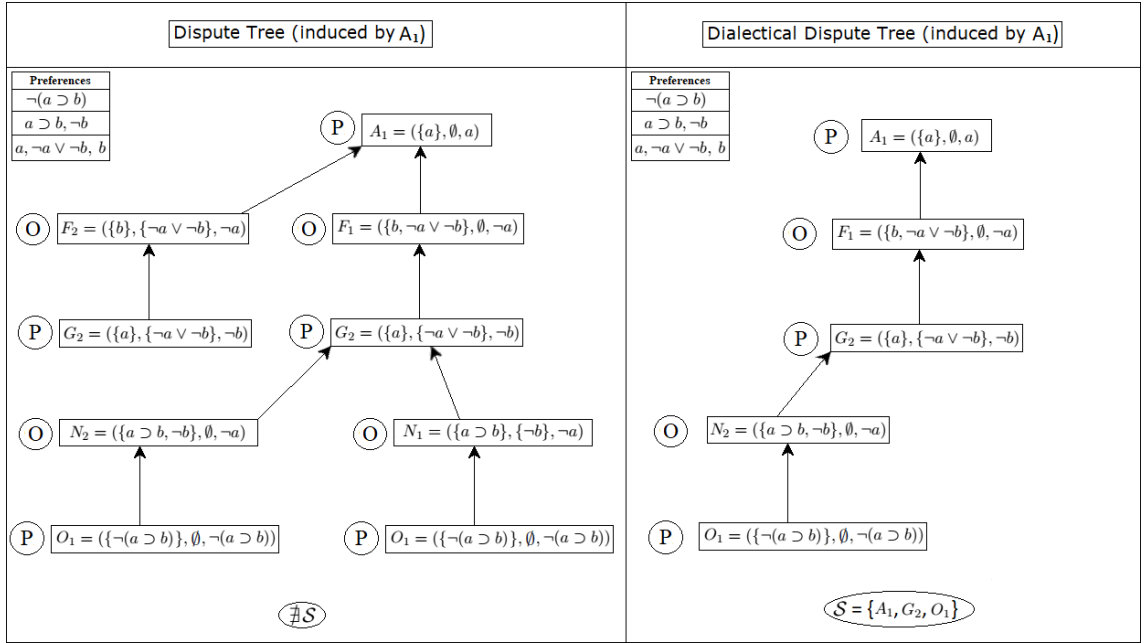 Dispute Tree (induced by A₁)
Preferences
¬(a ⊃ b)
a ⊃ b, ¬b
a, ¬a ∨ ¬b, b
P
A₁ = ({a}, ∅, a)
O
F₂ = ({b}, {¬a ∨ ¬b}, ¬a)
O
F₁ = ({b, ¬a ∨ ¬b}, ∅, ¬a)
P
G₂ = ({a}, {¬a ∨ ¬b}, ¬b)
P
G₂ = ({a}, {¬a ∨ ¬b}, ¬b)
O
N₂ = ({a ⊃ b, ¬b}, ∅, ¬a)
O
N₁ = ({a ⊃ b}, {¬b}, ¬a)
P
O₁ = ({¬(a ⊃ b)}, ∅, ¬(a ⊃ b))
P
O₁ = ({¬(a ⊃ b)}, ∅, ¬(a ⊃ b))
∄𝒮
Dialectical Dispute Tree (induced by A₁)
Preferences
¬(a ⊃ b)
a ⊃ b, ¬b
a, ¬a ∨ ¬b, b
P
A₁ = ({a}, ∅, a)
O
F₁ = ({b, ¬a ∨ ¬b}, ∅, ¬a)
P
G₂ = ({a}, {¬a ∨ ¬b}, ¬b)
O
N₂ = ({a ⊃ b, ¬b}, ∅, ¬a)
P
O₁ = ({¬(a ⊃ b)}, ∅, ¬(a ⊃ b))
𝒮 = {A₁, G₂, O₁}